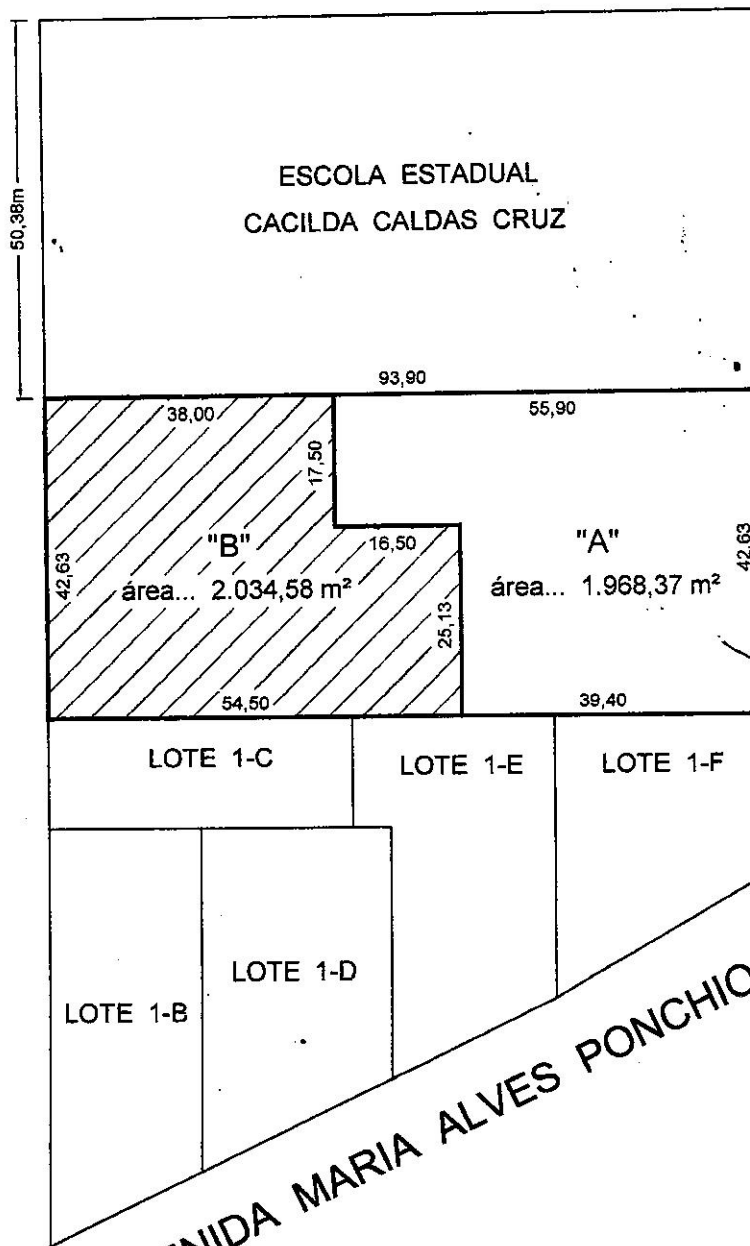 50,38m
ESCOLA ESTADUAL
CACILDA CALDAS CRUZ
93,90
38,00
55,90
17,50
"B"
área... 2.034,58 m²
42,63
16,50
25,13
54,50
"A"
área... 1.968,37 m²
42,63
39,40
LOTE 1-C
LOTE 1-E
LOTE 1-F
LOTE 1-B
LOTE 1-D
MARIA ALVES PONCHIO